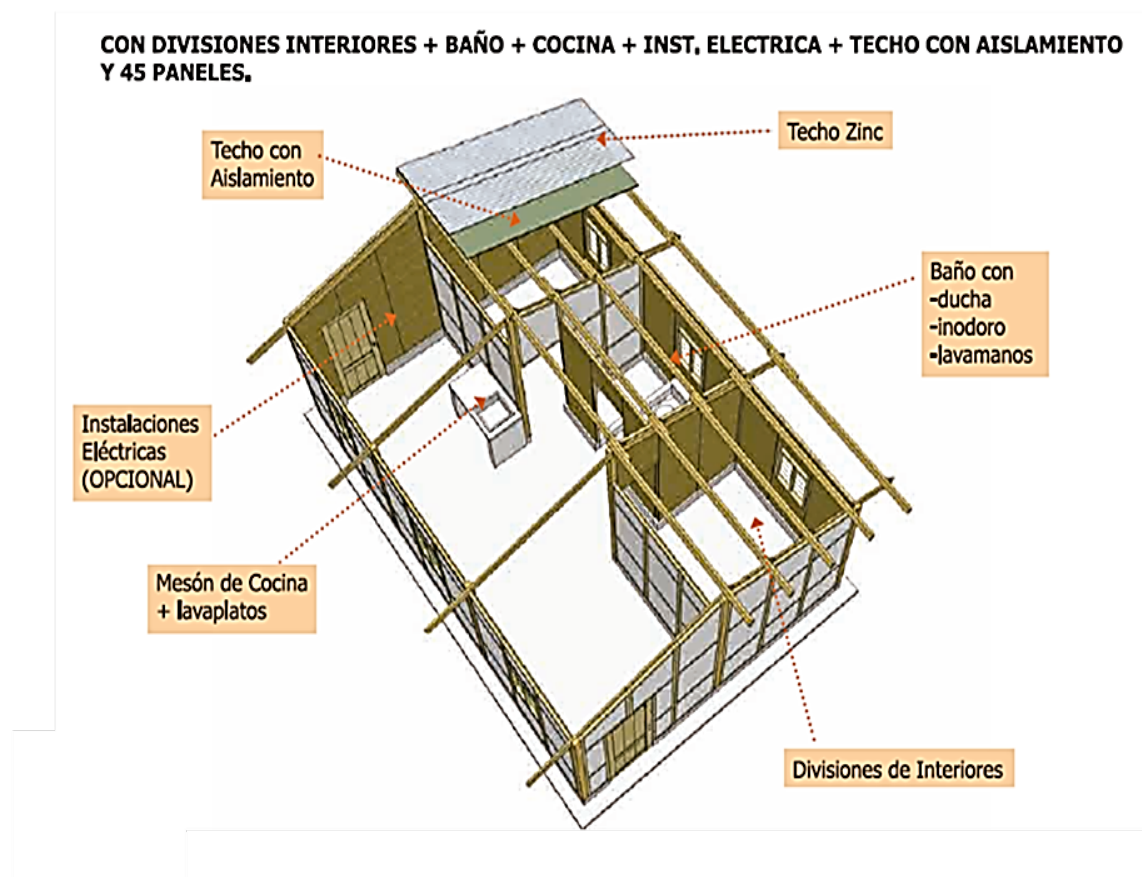 CON DIVISIONES INTERIORES + BAÑO + COCINA + INST. ELECTRICA + TECHO CON AISLAMIENTO
Y 45 PANELES.
Techo Zinc
Techo con
Aislamiento
Baño con
-ducha
-inodoro
-lavamanos
Instalaciones
Eléctricas
(OPCIONAL)
Mesón de Cocina
+ lavaplatos
Divisiones de Interiores